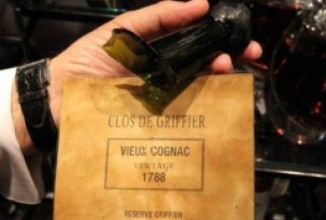 CLOS DE GRIFFIER
VIEUX COGNAC
VINTAGE
1788
RESERVE GRIFFIER